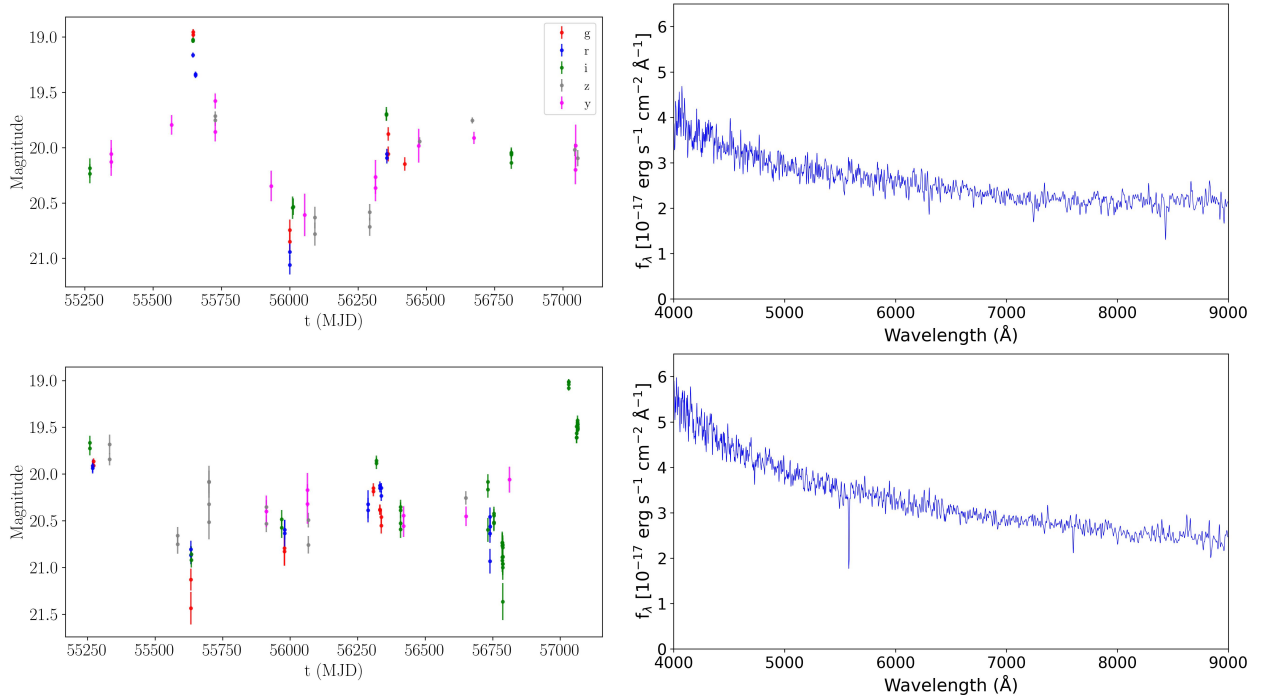 19.0
19.5
20.0
20.5
21.0
Magnitude
55250 55500 55750 56000 56250 56500 56750 57000
t (MJD)
g
r
i
z
y
6
5
4
3
2
1
0
f_λ [10⁻¹⁷ erg s⁻¹ cm⁻² Å⁻¹]
4000 5000 6000 7000 8000 9000
Wavelength (Å)
19.0
19.5
20.0
20.5
21.0
21.5
Magnitude
55250 55500 55750 56000 56250 56500 56750 57000
t (MJD)
6
5
4
3
2
1
0
f_λ [10⁻¹⁷ erg s⁻¹ cm⁻² Å⁻¹]
4000 5000 6000 7000 8000 9000
Wavelength (Å)